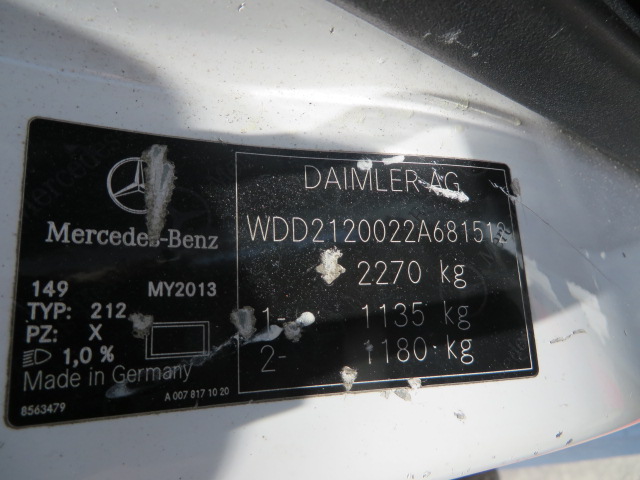 Mercedes-Benz
149 MY2013
TYP: 212
PZ: X
1,0 %
Made in Germany
8563479
A 007 817 10 20
DAIMLER AG
WDD2120022A681512
2270 kg
1- 1135 kg
2- 1180 kg